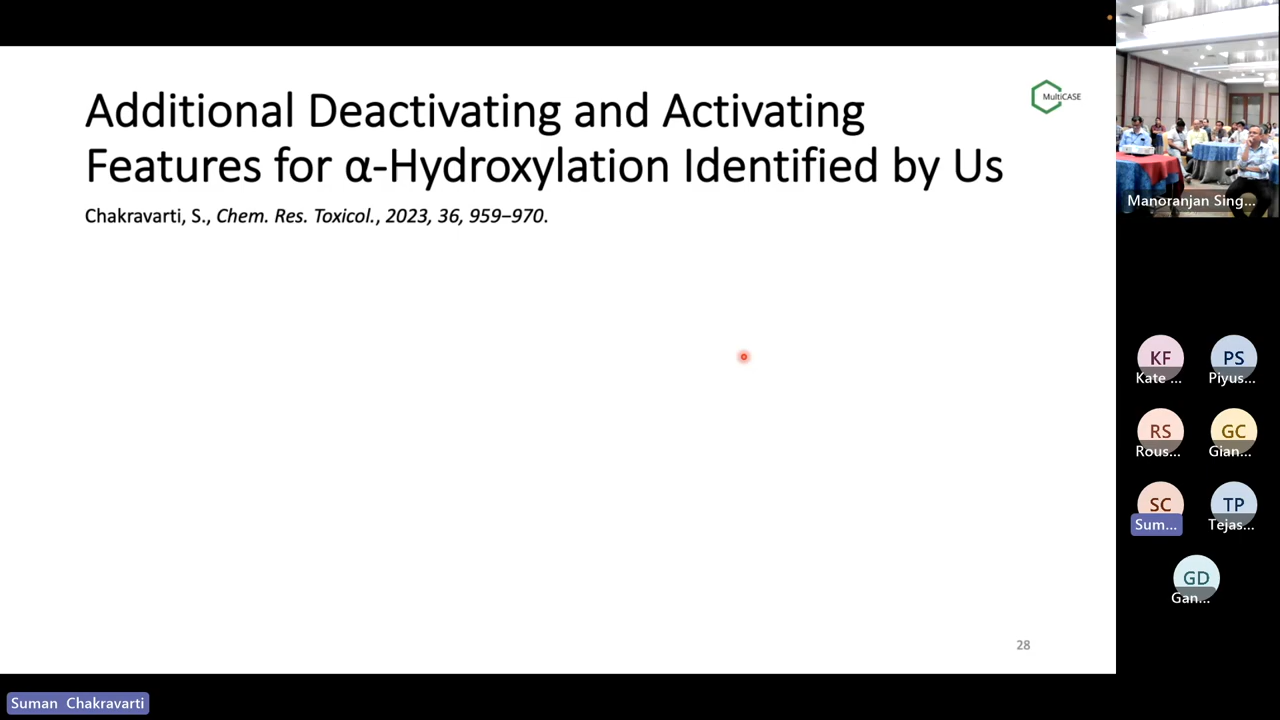 Additional Deactivating and Activating
Features for α-Hydroxylation Identified by Us
Chakravarti, S., Chem. Res. Toxicol., 2023, 36, 959−970.
MultiCASE
28
Manoranjan Sing...
KF
Kate ...
PS
Piyus...
RS
Rous...
GC
Gian...
SC
Sum...
TP
Tejas...
GD
Gan...
Suman Chakravarti